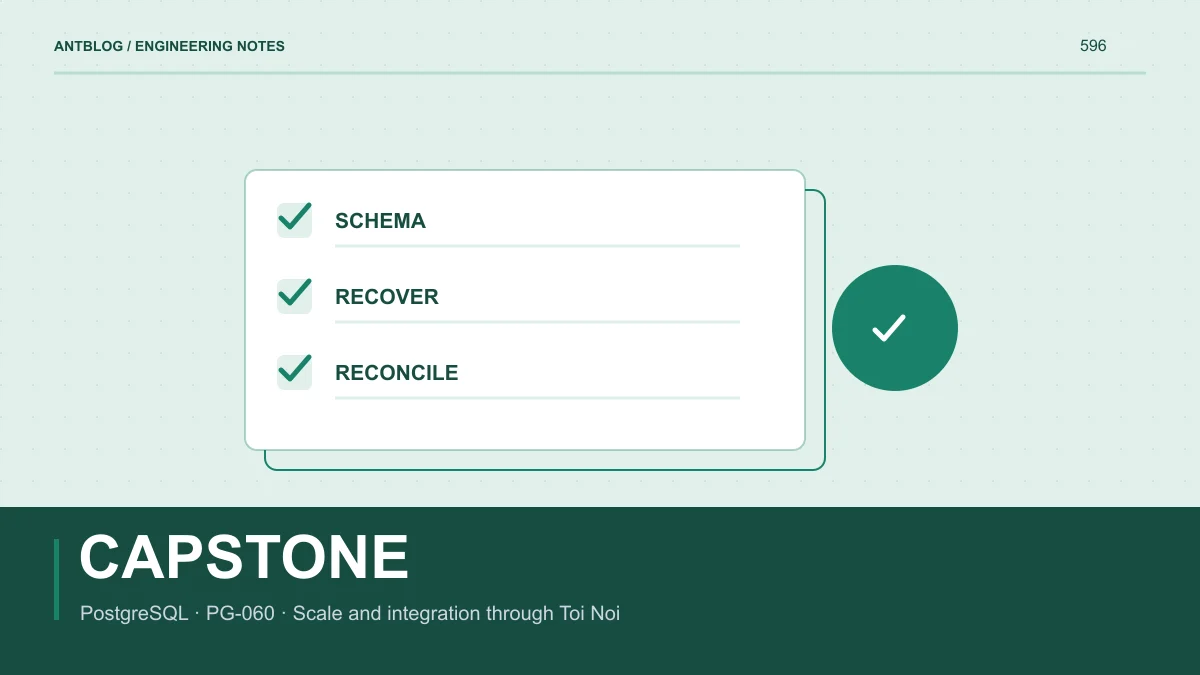 ANTBLOG / ENGINEERING NOTES
596
SCHEMA
RECOVER
RECONCILE
CAPSTONE
PostgreSQL · PG-060 · Scale and integration through Toi Noi